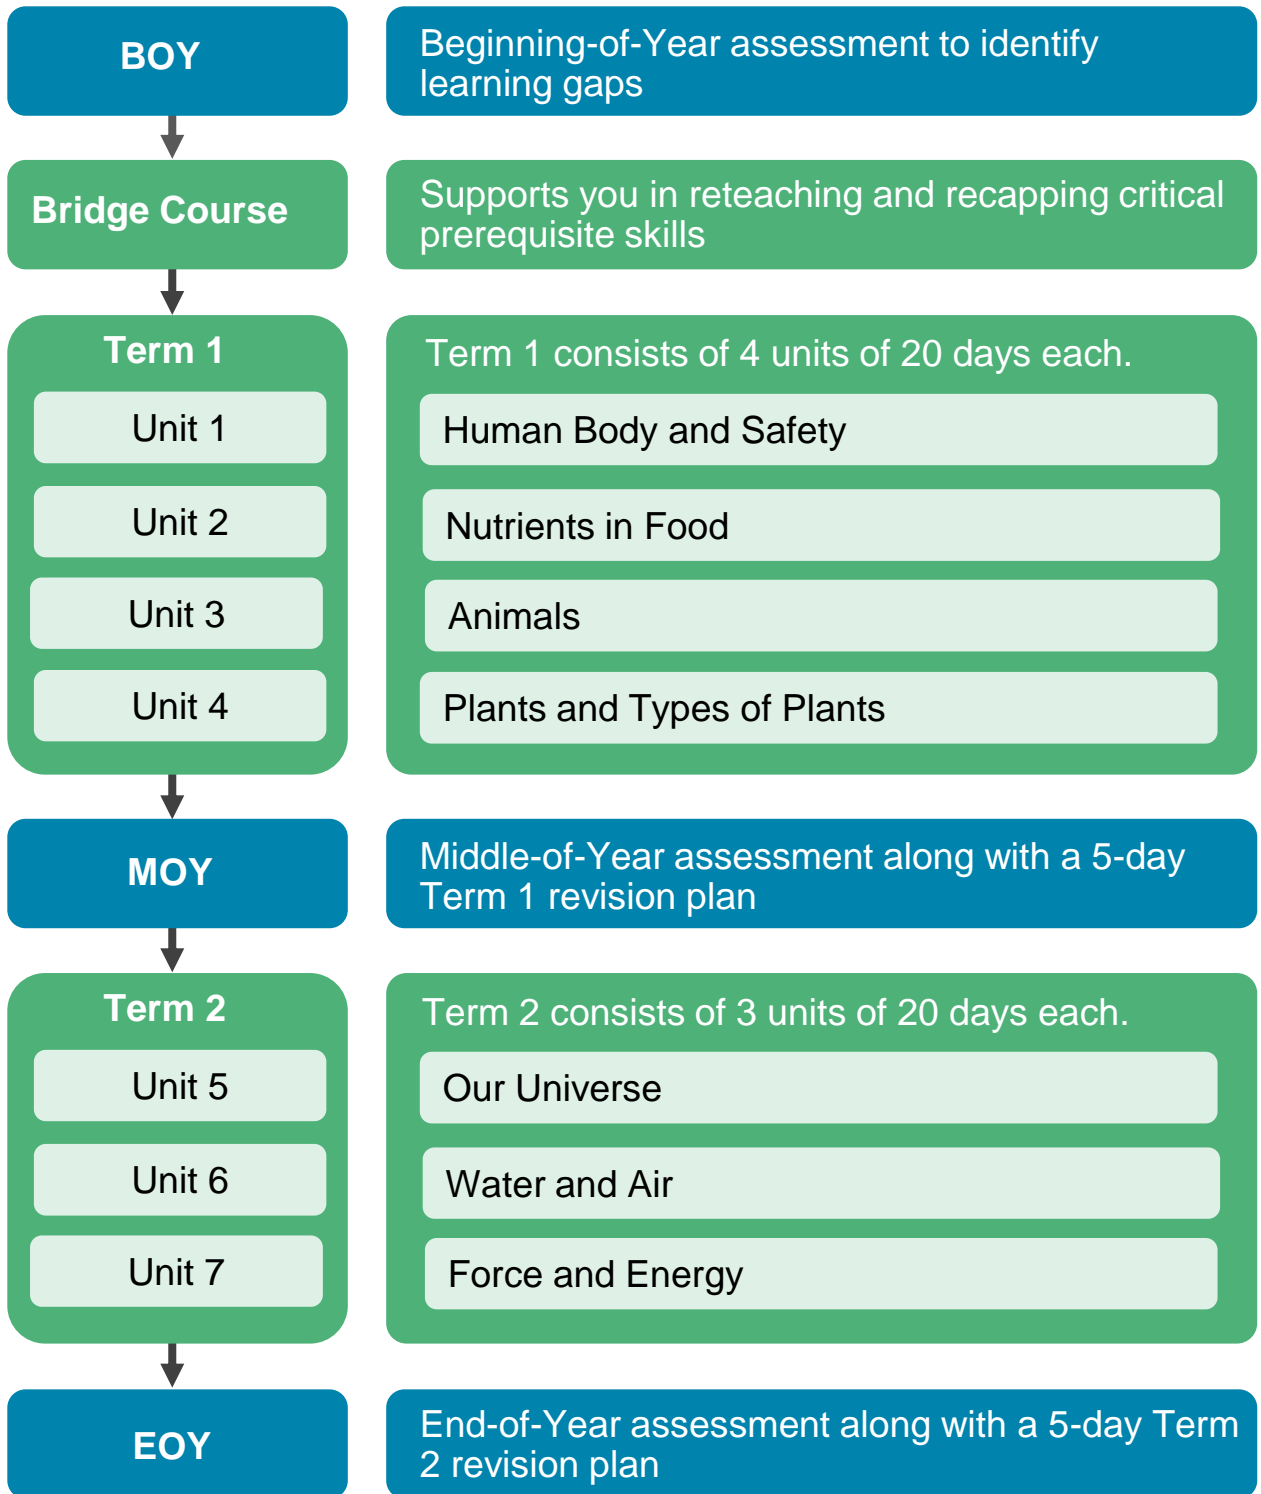 BOY
Beginning-of-Year assessment to identify
learning gaps
Bridge Course
Supports you in reteaching and recapping critical
prerequisite skills
Term 1
Term 1 consists of 4 units of 20 days each.
Unit 1
Human Body and Safety
Unit 2
Nutrients in Food
Unit 3
Animals
Unit 4
Plants and Types of Plants
MOY
Middle-of-Year assessment along with a 5-day
Term 1 revision plan
Term 2
Term 2 consists of 3 units of 20 days each.
Unit 5
Our Universe
Unit 6
Water and Air
Unit 7
Force and Energy
EOY
End-of-Year assessment along with a 5-day Term
2 revision plan